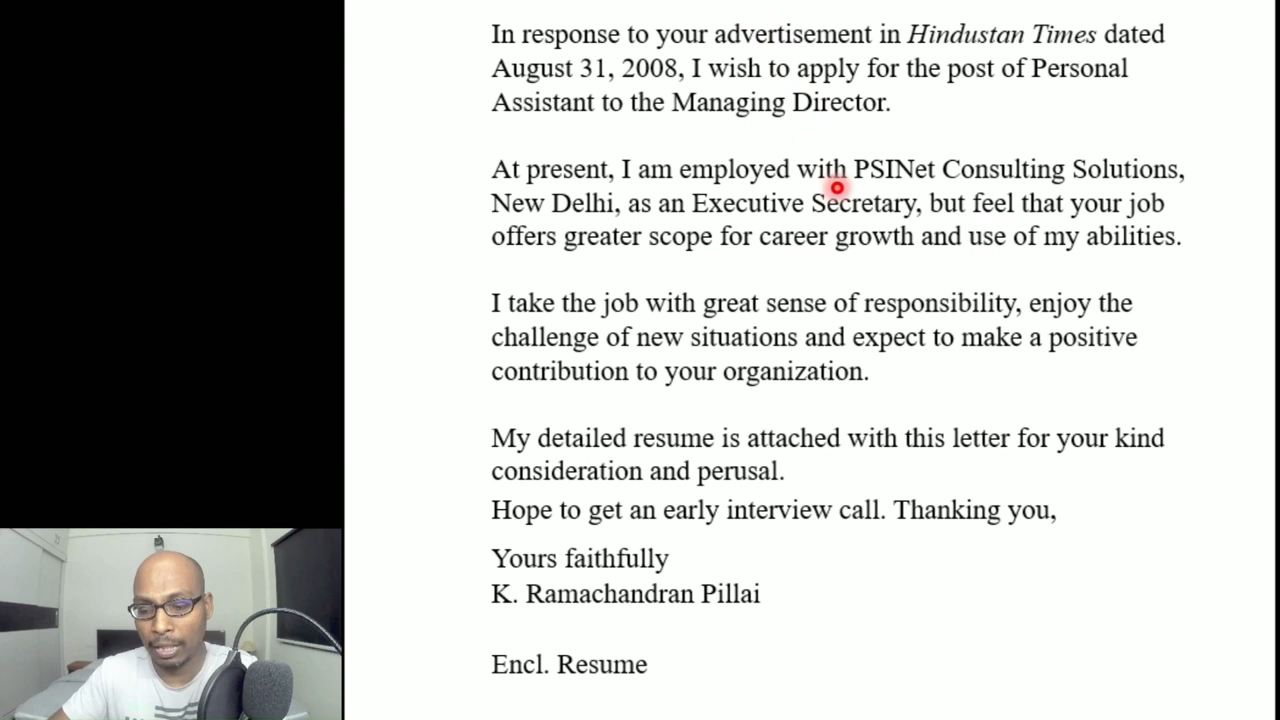 In response to your advertisement in Hindustan Times dated
August 31, 2008, I wish to apply for the post of Personal
Assistant to the Managing Director.
At present, I am employed with PSINet Consulting Solutions,
New Delhi, as an Executive Secretary, but feel that your job
offers greater scope for career growth and use of my abilities.
I take the job with great sense of responsibility, enjoy the
challenge of new situations and expect to make a positive
contribution to your organization.
My detailed resume is attached with this letter for your kind
consideration and perusal.
Hope to get an early interview call. Thanking you,
Yours faithfully
K. Ramachandran Pillai
Encl. Resume